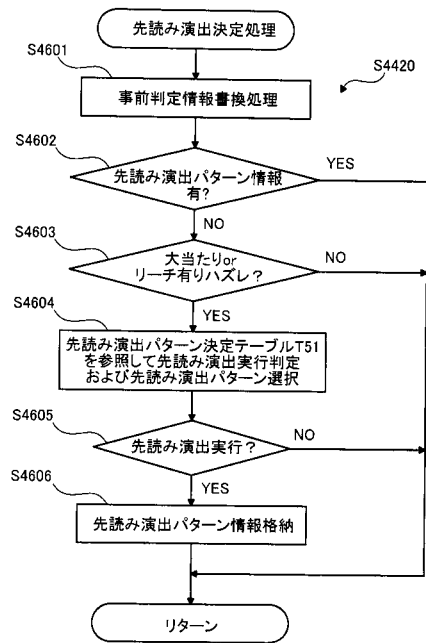 先読み演出決定処理
S4601
S4420
事前判定情報書換処理
S4602
先読み演出パターン情報
有?
YES
NO
S4603
大当たりor
リーチ有りハズレ?
NO
S4604
YES
先読み演出パターン決定テーブルT51
を参照して先読み演出実行判定
および先読み演出パターン選択
S4605
先読み演出実行?
NO
YES
S4606
先読み演出パターン情報格納
リターン